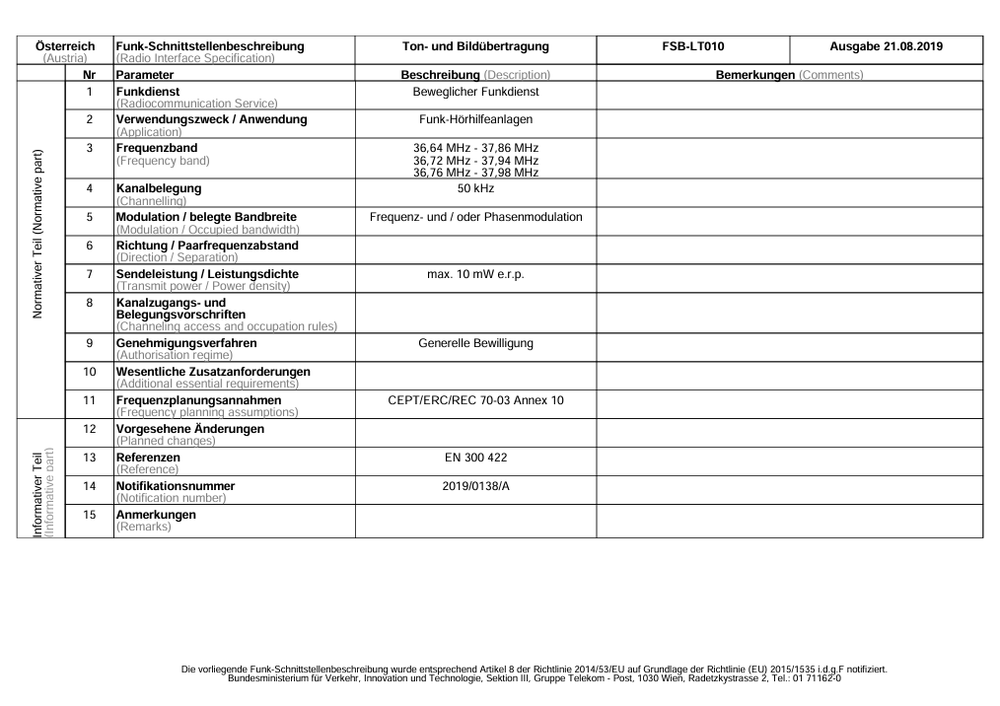 Österreich
(Austria)
Funk-Schnittstellenbeschreibung
(Radio Interface Specification)
Ton- und Bildübertragung
FSB-LT010
Ausgabe 21.08.2019
Nr
Parameter
Beschreibung (Description)
Bemerkungen (Comments)
Normativer Teil (Normative part)
1
Funkdienst
(Radiocommunication Service)
Beweglicher Funkdienst
2
Verwendungszweck / Anwendung
(Application)
Funk-Hörhilfeanlagen
3
Frequenzband
(Frequency band)
36,64 MHz - 37,86 MHz
36,72 MHz - 37,94 MHz
36,76 MHz - 37,98 MHz
4
Kanalbelegung
(Channelling)
50 kHz
5
Modulation / belegte Bandbreite
(Modulation / Occupied bandwidth)
Frequenz- und / oder Phasenmodulation
6
Richtung / Paarfrequenzabstand
(Direction / Separation)
7
Sendeleistung / Leistungsdichte
(Transmit power / Power density)
max. 10 mW e.r.p.
8
Kanalzugangs- und
Belegungsvorschriften
(Channeling access and occupation rules)
9
Genehmigungsverfahren
(Authorisation regime)
Generelle Bewilligung
10
Wesentliche Zusatzanforderungen
(Additional essential requirements)
11
Frequenzplanungsannahmen
(Frequency planning assumptions)
CEPT/ERC/REC 70-03 Annex 10
Informativer Teil
(Informative part)
12
Vorgesehene Änderungen
(Planned changes)
13
Referenzen
(Reference)
EN 300 422
14
Notifikationsnummer
(Notification number)
2019/0138/A
15
Anmerkungen
(Remarks)
Die vorliegende Funk-Schnittstellenbeschreibung wurde entsprechend Artikel 8 der Richtlinie 2014/53/EU auf Grundlage der Richtlinie (EU) 2015/1535 i.d.g.F notifiziert.
Bundesministerium für Verkehr, Innovation und Technologie, Sektion III, Gruppe Telekom - Post, 1030 Wien, Radetzkystrasse 2, Tel.: 01 71162-0